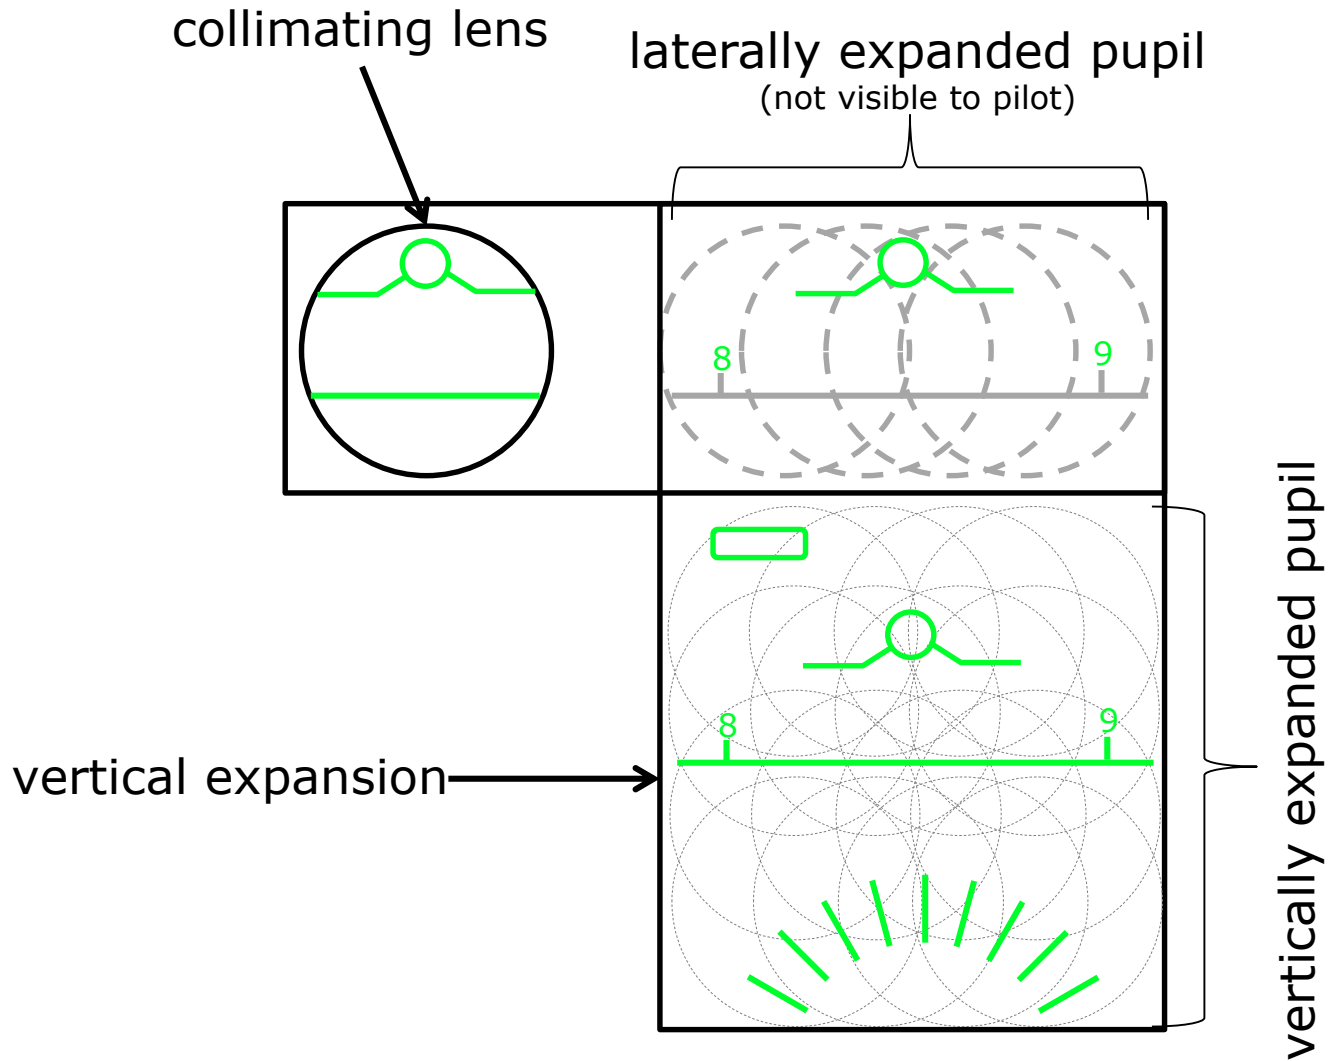 collimating lens
laterally expanded pupil
(not visible to pilot)
8
9
8
9
vertical expansion
vertically expanded pupil